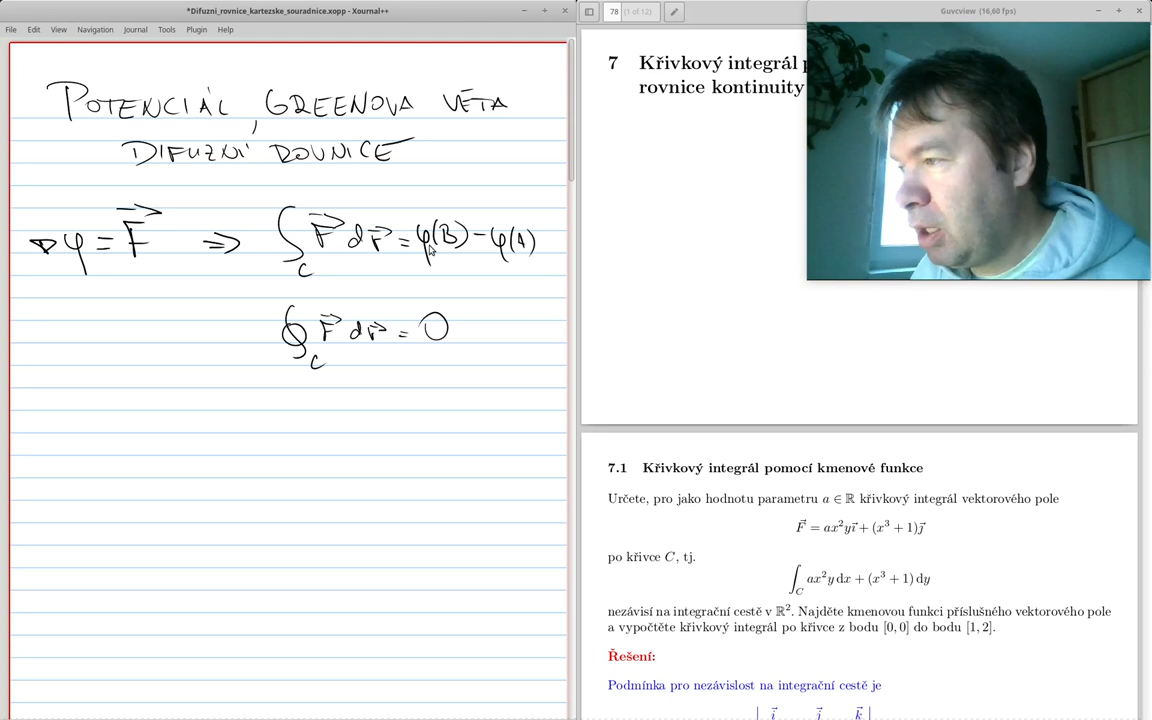 *Difuzni_rovnice_kartezske_souradnice.xopp - Xournal++
File Edit View Navigation Journal Tools Plugin Help
POTENCIÁL, GREENOVA VĚTA
DIFUZNÍ ROVNICE
∇φ = F⃗ ⇒ ∫_C F⃗ dr⃗ = φ(B) - φ(A)
∮_C F⃗ dr⃗ = 0
78 (1 of 12)
Guvcview (16,60 fps)
7 Křivkový integrál
rovnice kontinuity
7.1 Křivkový integrál pomocí kmenové funkce
Určete, pro jako hodnotu parametru a ∈ ℝ křivkový integrál vektorového pole
F⃗ = ax²yı⃗ + (x³ + 1)ȷ⃗
po křivce C, tj.
∫_C ax²y dx + (x³ + 1) dy
nezávisí na integrační cestě v ℝ². Najděte kmenovou funkci příslušného vektorového pole
a vypočtěte křivkový integrál po křivce z bodu [0, 0] do bodu [1, 2].
Řešení:
Podmínka pro nezávislost na integrační cestě je
| i⃗ j⃗ k⃗ |